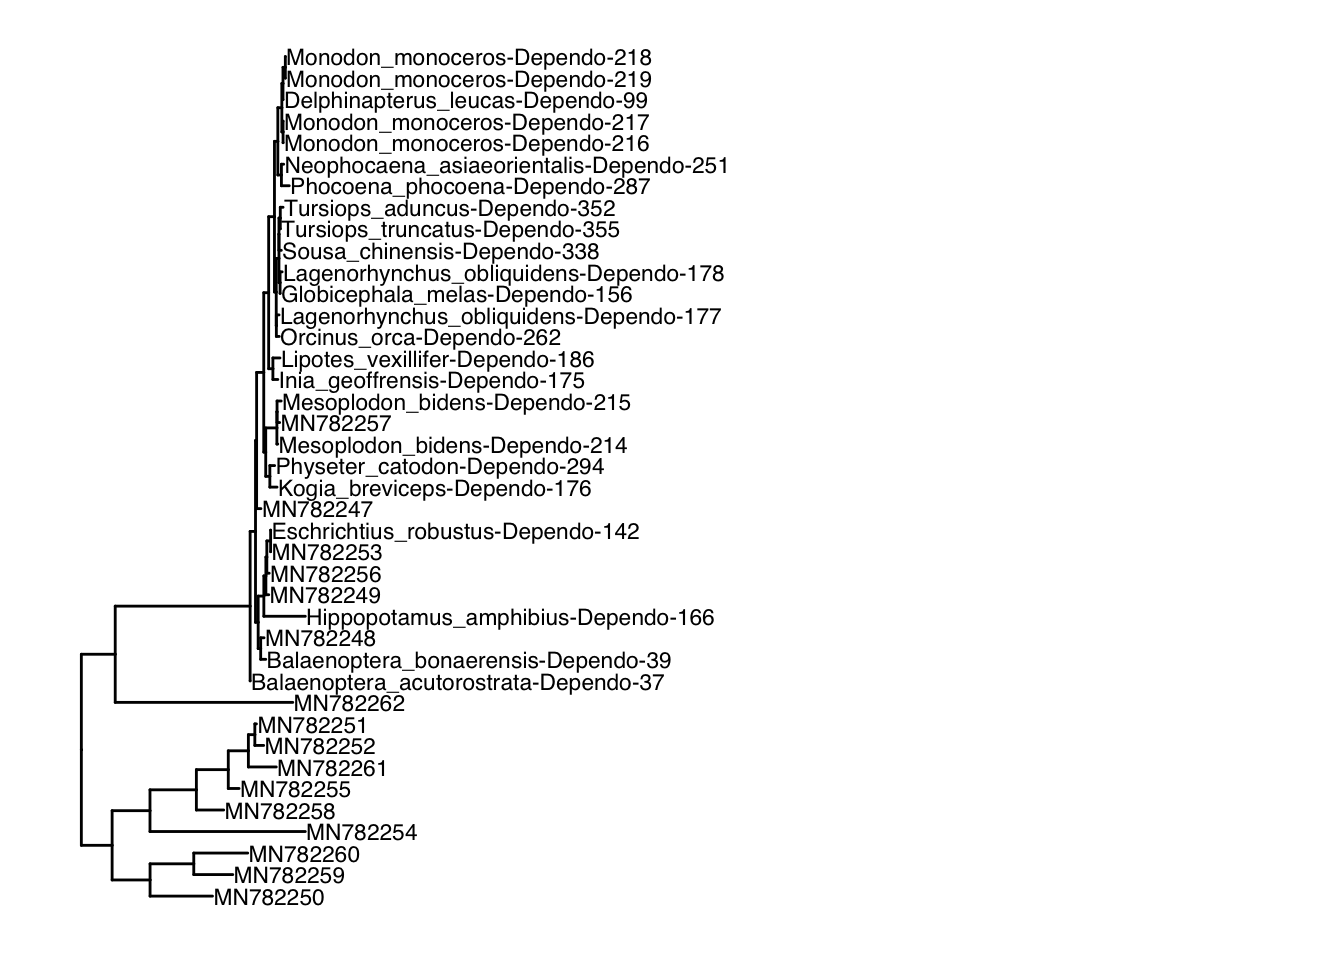 Monodon_monoceros-Dependo-218
Monodon_monoceros-Dependo-219
Delphinapterus_leucas-Dependo-99
Monodon_monoceros-Dependo-217
Monodon_monoceros-Dependo-216
Neophocaena_asiaeorientalis-Dependo-251
Phocoena_phocoena-Dependo-287
Tursiops_aduncus-Dependo-352
Tursiops_truncatus-Dependo-355
Sousa_chinensis-Dependo-338
Lagenorhynchus_obliquidens-Dependo-178
Globicephala_melas-Dependo-156
Lagenorhynchus_obliquidens-Dependo-177
Orcinus_orca-Dependo-262
Lipotes_vexillifer-Dependo-186
Inia_geoffrensis-Dependo-175
Mesoplodon_bidens-Dependo-215
MN782257
Mesoplodon_bidens-Dependo-214
Physeter_catodon-Dependo-294
Kogia_breviceps-Dependo-176
MN782247
Eschrichtius_robustus-Dependo-142
MN782253
MN782256
MN782249
Hippopotamus_amphibius-Dependo-166
MN782248
Balaenoptera_bonaerensis-Dependo-39
Balaenoptera_acutorostrata-Dependo-37
MN782262
MN782251
MN782252
MN782261
MN782255
MN782258
MN782254
MN782260
MN782259
MN782250